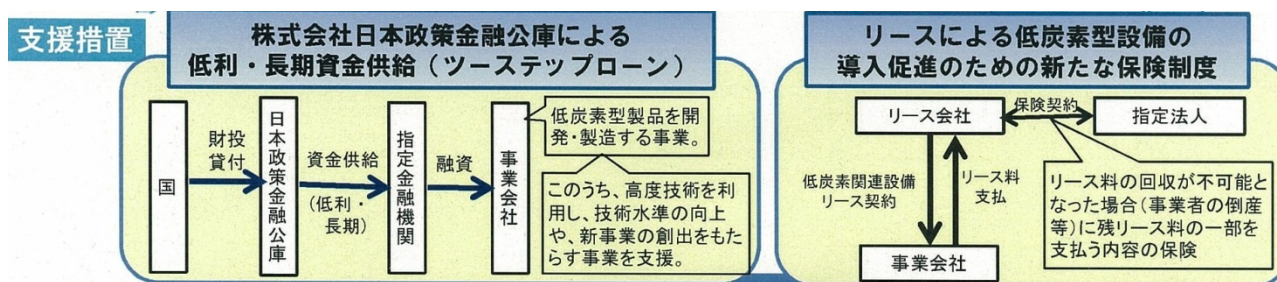 支援措置
株式会社日本政策金融公庫による
低利・長期資金供給(ツーステップローン)
国
財投
貸付
日本政策金融公庫
資金供給
(低利・
長期)
指定金融機関
融資
事業会社
低炭素型製品を開
発・製造する事業。
このうち、高度技術を利
用し、技術水準の向上
や、新事業の創出をもた
らす事業を支援。
リースによる低炭素型設備の
導入促進のための新たな保険制度
リース会社
保険契約
指定法人
低炭素関連設備
リース契約
リース料
支払
事業会社
リース料の回収が不可能と
なった場合(事業者の倒産
等)に残リース料の一部を
支払う内容の保険